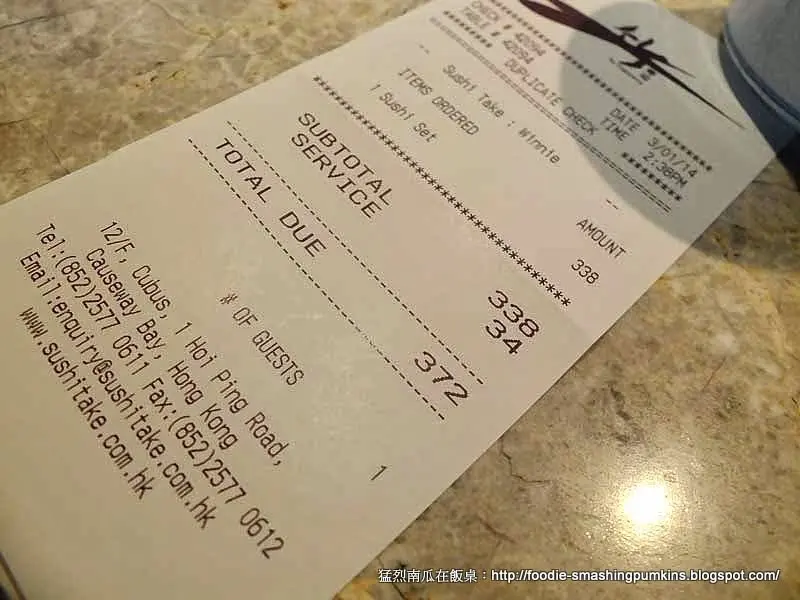 竹
CHECK # 42094
TABLE # 42094
DATE 3/01/14
TIME 2:38PM
*********
*********
DUPLICATE CHECK
-- Sushi Take : Winnie --
ITEMS ORDERED AMOUNT
1 Sushi Set 338
SUBTOTAL 338
SERVICE 34
TOTAL DUE 372
# OF GUESTS 1
12/F, Cubus, 1 Hoi Ping Road,
Causeway Bay, Hong Kong
Tel:(852)2577 0611 Fax:(852)2577 0612
Email:enquiry@sushitake.com.hk
www.sushitake.com.hk
猛烈南瓜在飯桌：http://foodie-smashingpumkins.blogspot.com/